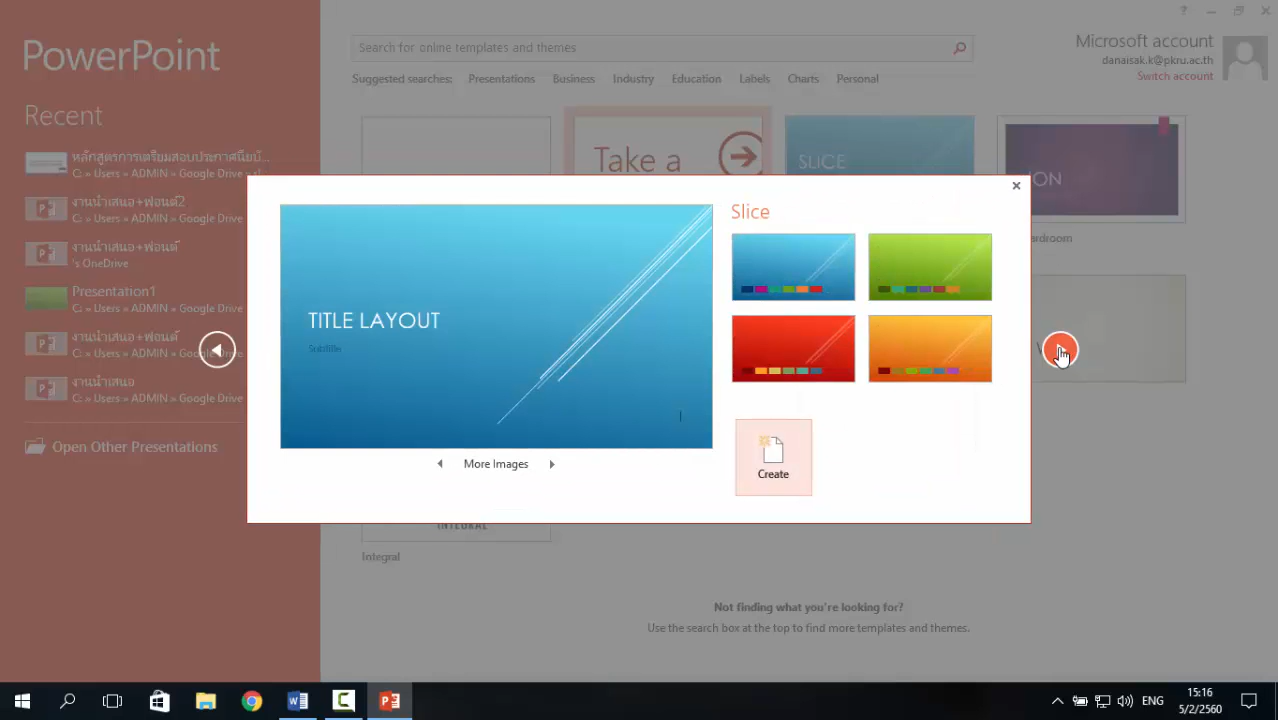 PowerPoint
Recent
หลักสูตรการเตรียมสอบประกาศนียบั...
C: » Users » ADMIN » Google Drive »
งานนำเสนอ+ฟอนต์2
C: » Users » ADMIN » Google Drive
งานนำเสนอ+ฟอนต์
's OneDrive
Presentation1
C: » Users » ADMIN » Google Drive
งานนำเสนอ+ฟอนต์
C: » Users » ADMIN » Google Drive
งานนำเสนอ
C: » Users » ADMIN » Google Drive
Open Other Presentations
Search for online templates and themes
Suggested searches: Presentations Business Industry Education Labels Charts Personal
Microsoft account
danaisak.k@pkru.ac.th
Switch account
Take a
SLICE
ION
ardroom
Slice
TITLE LAYOUT
Subtitle
More Images
Create
INTEGRAL
Integral
Not finding what you're looking for?
Use the search box at the top to find more templates and themes.
ENG
15:16
5/2/2560